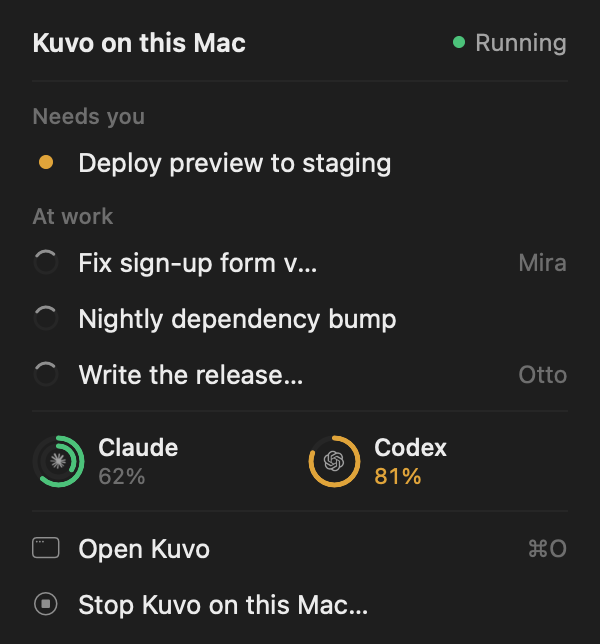 Kuvo on this Mac
Running
Needs you
Deploy preview to staging
At work
Fix sign-up form v...
Mira
Nightly dependency bump
Write the release...
Otto
Claude
62%
Codex
81%
Open Kuvo
⌘O
Stop Kuvo on this Mac...